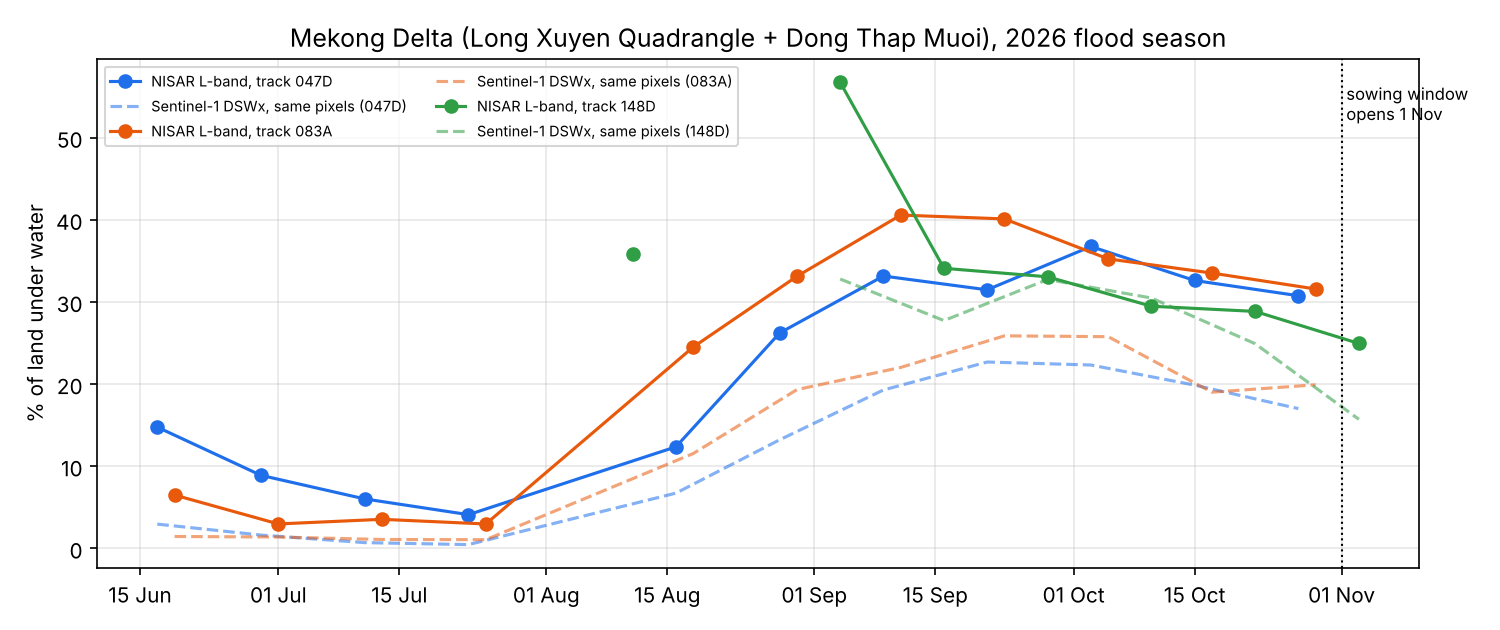 Mekong Delta (Long Xuyen Quadrangle + Dong Thap Muoi), 2026 flood season
NISAR L-band, track 047D
Sentinel-1 DSWx, same pixels (047D)
NISAR L-band, track 083A
Sentinel-1 DSWx, same pixels (083A)
NISAR L-band, track 148D
Sentinel-1 DSWx, same pixels (148D)
sowing window
opens 1 Nov
% of land under water
50
40
30
20
10
0
15 Jun
01 Jul
15 Jul
01 Aug
15 Aug
01 Sep
15 Sep
01 Oct
15 Oct
01 Nov